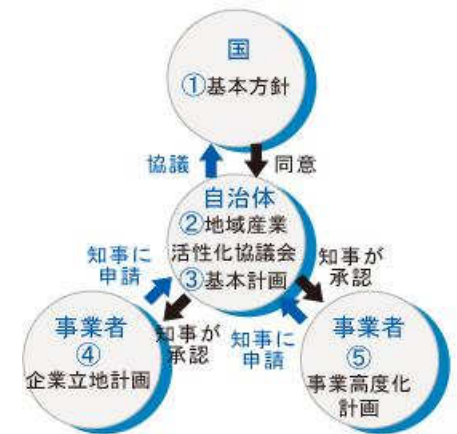 国
①基本方針
協議
同意
自治体
②地域産業
活性化協議会
③基本計画
知事に
申請
知事が
承認
知事が
承認
知事に
申請
事業者
④
企業立地計画
事業者
⑤
事業高度化
計画